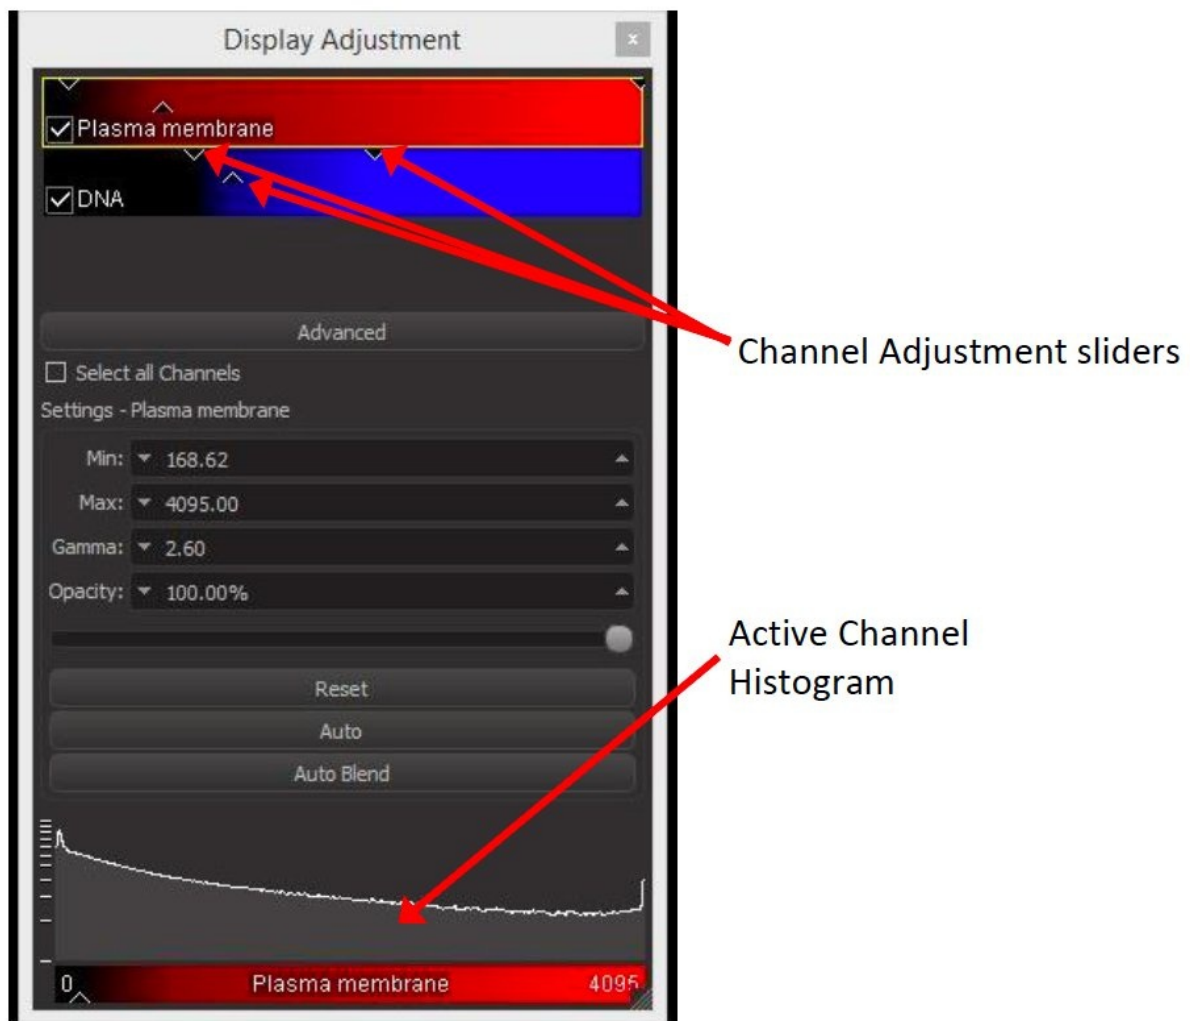 Display Adjustment
x
Plasma membrane
DNA
Advanced
Channel Adjustment sliders
Select all Channels
Settings - Plasma membrane
Min: 168.62
Max: 4095.00
Gamma: 2.60
Opacity: 100.00%
Active Channel
Histogram
Reset
Auto
Auto Blend
0 Plasma membrane 4095